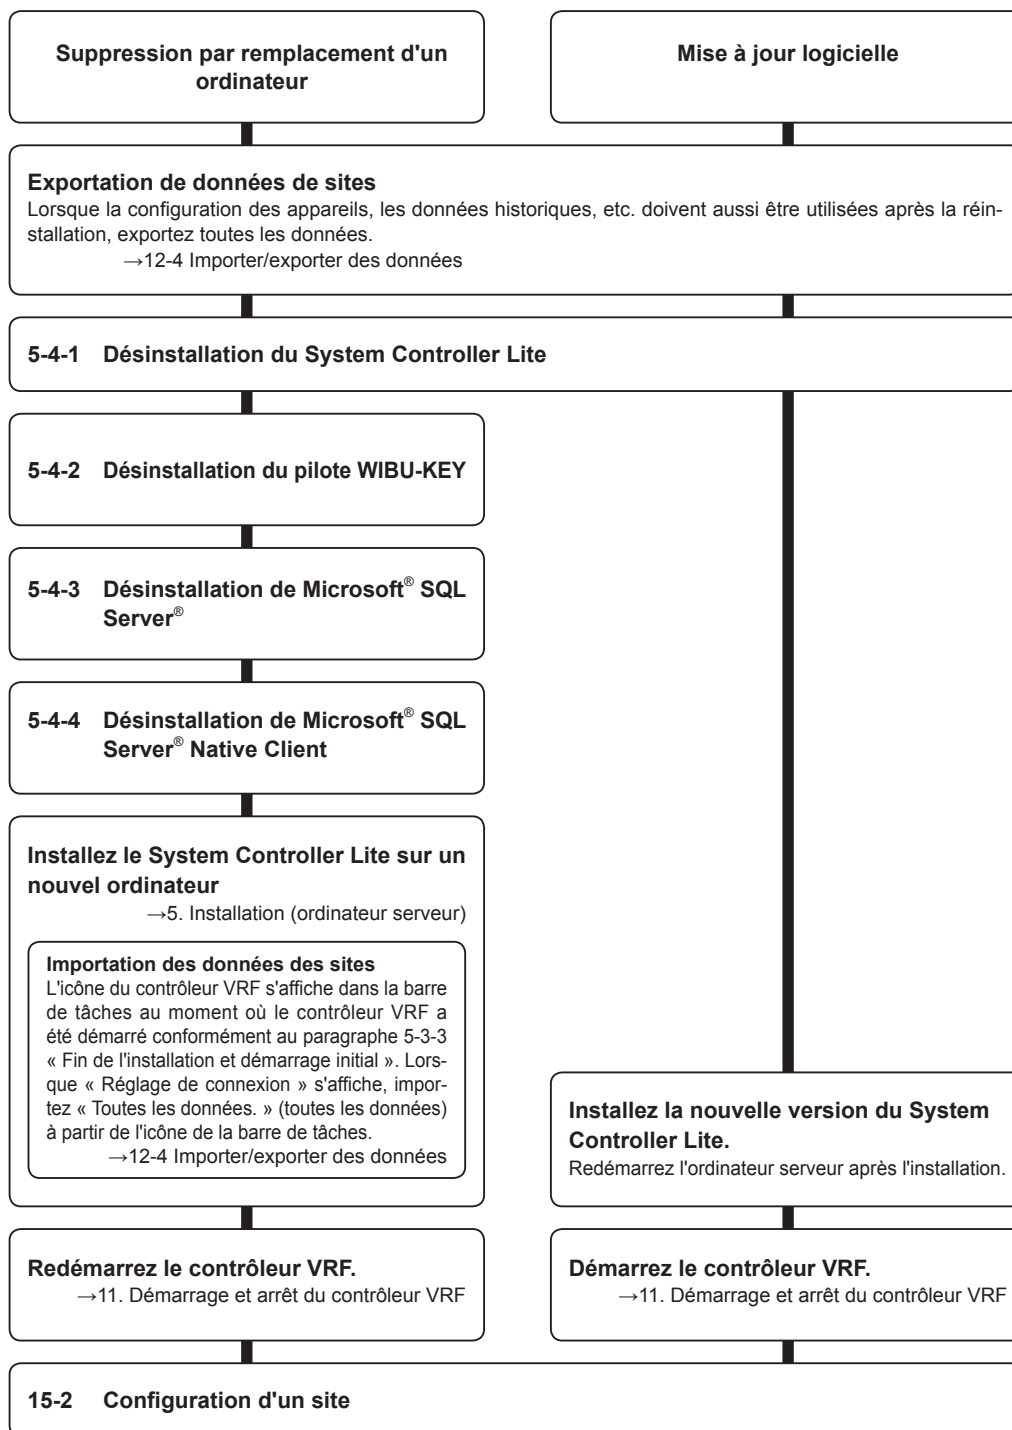 Suppression par remplacement d'un
ordinateur
Mise à jour logicielle
Exportation de données de sites
Lorsque la configuration des appareils, les données historiques, etc. doivent aussi être utilisées après la réin-
stallation, exportez toutes les données.
→12-4 Importer/exporter des données
5-4-1 Désinstallation du System Controller Lite
5-4-2 Désinstallation du pilote WIBU-KEY
5-4-3 Désinstallation de Microsoft® SQL
Server®
5-4-4 Désinstallation de Microsoft® SQL
Server® Native Client
Installez le System Controller Lite sur un
nouvel ordinateur
→5. Installation (ordinateur serveur)
Importation des données des sites
L'icône du contrôleur VRF s'affiche dans la barre
de tâches au moment où le contrôleur VRF a
été démarré conformément au paragraphe 5-3-3
« Fin de l'installation et démarrage initial ». Lors-
que « Réglage de connexion » s'affiche, impor-
tez « Toutes les données. » (toutes les données)
à partir de l'icône de la barre de tâches.
→12-4 Importer/exporter des données
Installez la nouvelle version du System
Controller Lite.
Redémarrez l'ordinateur serveur après l'installation.
Redémarrez le contrôleur VRF.
→11. Démarrage et arrêt du contrôleur VRF
Démarrez le contrôleur VRF.
→11. Démarrage et arrêt du contrôleur VRF
15-2 Configuration d'un site